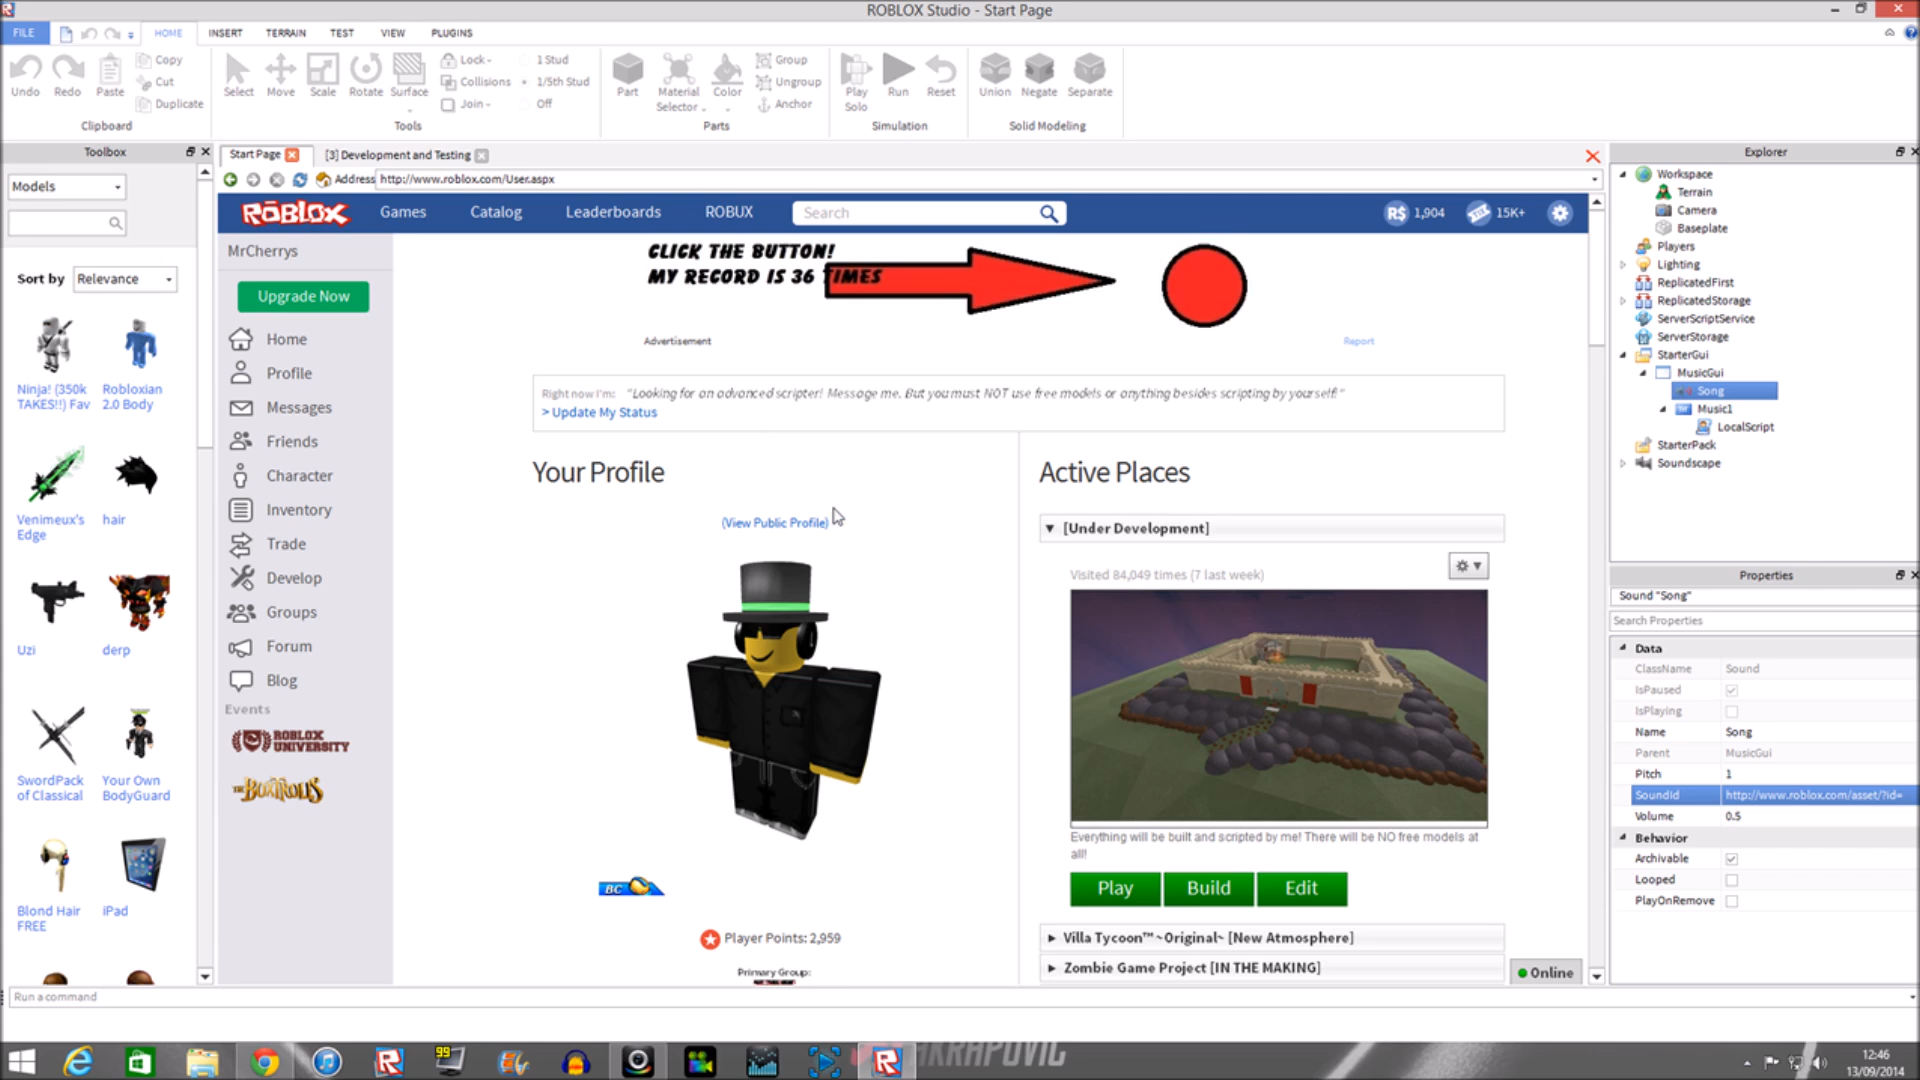 ROBLOX Studio - Start Page
FILE
HOME
INSERT
TERRAIN
TEST
VIEW
PLUGINS
Undo
Redo
Paste
Copy
Cut
Duplicate
Clipboard
Select
Move
Scale
Rotate
Surface
Lock
Collisions
Join
1 Stud
1/5th Stud
Off
Tools
Part
Material
Selector
Color
Group
Ungroup
Anchor
Parts
Play
Solo
Run
Reset
Simulation
Union
Negate
Separate
Solid Modeling
Toolbox
Models
Sort by
Relevance
Ninja! (350k
TAKES!!) Fav
Robloxian
2.0 Body
Venimeux's
Edge
hair
Uzi
derp
SwordPack
of Classical
Your Own
BodyGuard
Blond Hair
FREE
iPad
Start Page
[3] Development and Testing
Address
http://www.roblox.com/User.aspx
ROBLOX
Games
Catalog
Leaderboards
ROBUX
Search
R$ 1,904
15K+
MrCherrys
Upgrade Now
Home
Profile
Messages
Friends
Character
Inventory
Trade
Develop
Groups
Forum
Blog
Events
ROBLOX
UNIVERSITY
THE BOXTROLLS
CLICK THE BUTTON!
MY RECORD IS 36 TIMES
Advertisement
Report
Right now I'm: "Looking for an advanced scripter! Message me. But you must NOT use free models or anything besides scripting by yourself!"
> Update My Status
Your Profile
(View Public Profile)
BC
Player Points: 2,959
Primary Group:
Active Places
[Under Development]
Visited 84,049 times (7 last week)
Everything will be built and scripted by me! There will be NO free models at
all!
Play
Build
Edit
Villa Tycoon™ ~Original~ [New Atmosphere]
Zombie Game Project [IN THE MAKING]
Online
Explorer
Workspace
Terrain
Camera
Baseplate
Players
Lighting
ReplicatedFirst
ReplicatedStorage
ServerScriptService
ServerStorage
StarterGui
MusicGui
Song
Music1
LocalScript
StarterPack
Soundscape
Properties
Sound "Song"
Search Properties
Data
ClassName Sound
IsPaused
IsPlaying
Name Song
Parent MusicGui
Pitch 1
SoundId http://www.roblox.com/asset/?id=
Volume 0.5
Behavior
Archivable
Looped
PlayOnRemove
Run a command
99
AKRAPOVIC
12:46
13/09/2014